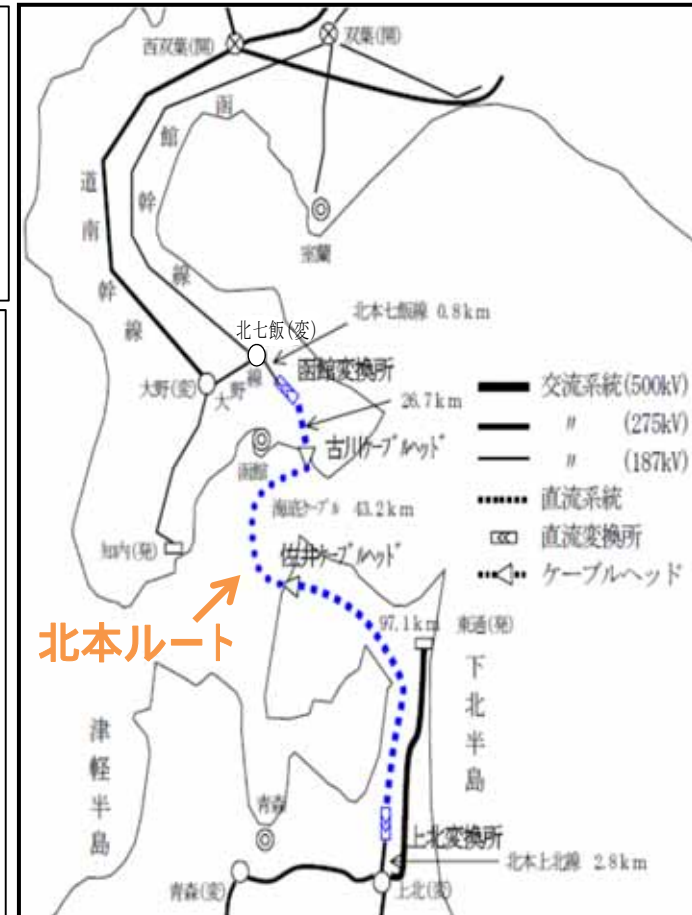 西双葉(開)
双葉(開)
函館幹線
道南幹線
室蘭
北本七飯線 0.8km
北七飯(変)
函館変換所
大野(変)
大野線
26.7km
古川ケーブルヘッド
函館
海底ケーブル 43.2km
知内(発)
佐井ケーブルヘッド
北本ルート
97.1km
東通(発)
下北半島
津軽半島
青森
上北変換所
北本上北線 2.8km
青森(変)
上北(変)
交流系統(500kV)
〃 (275kV)
〃 (187kV)
直流系統
直流変換所
ケーブルヘッド